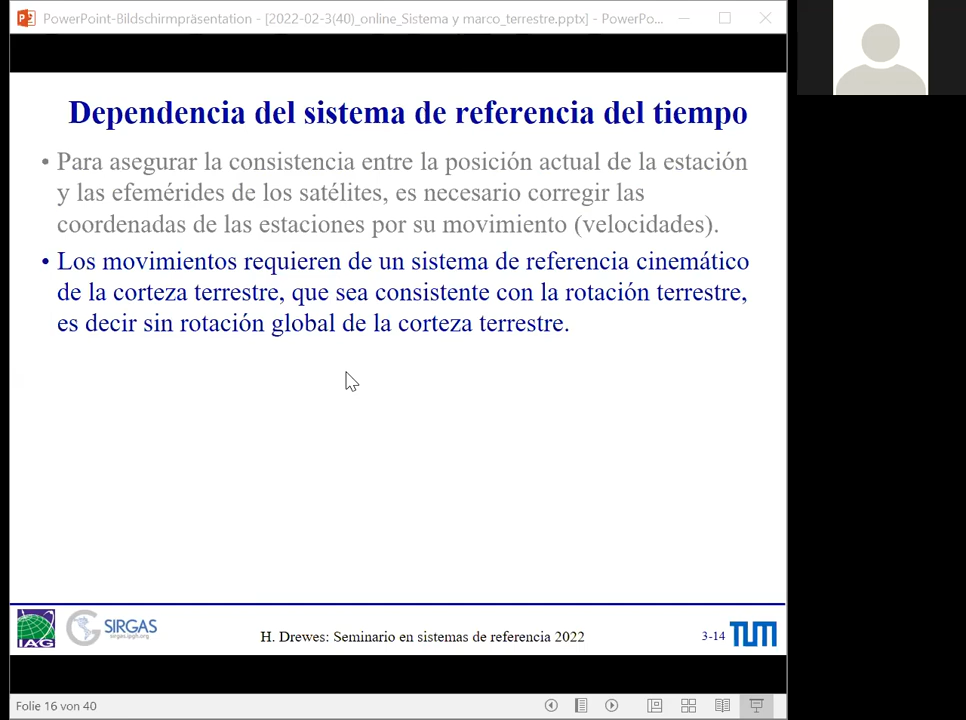 PowerPoint-Bildschirmpräsentation - [2022-02-3(40)_online_Sistema y marco_terrestre.pptx] - PowerPo...
Dependencia del sistema de referencia del tiempo
• Para asegurar la consistencia entre la posición actual de la estación
y las efemérides de los satélites, es necesario corregir las
coordenadas de las estaciones por su movimiento (velocidades).
• Los movimientos requieren de un sistema de referencia cinemático
de la corteza terrestre, que sea consistente con la rotación terrestre,
es decir sin rotación global de la corteza terrestre.
IAG
SIRGAS
sirgas.ipgh.org
H. Drewes: Seminario en sistemas de referencia 2022
3-14
TUM
Folie 16 von 40